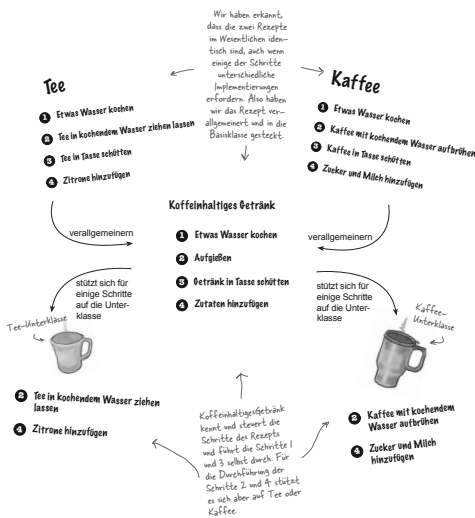 Wir haben erkannt,
dass die zwei Rezepte
im Wesentlichen iden-
tisch sind, auch wenn
einige der Schritte
unterschiedliche
Implementierungen
erfordern. Also haben
wir das Rezept ver-
allgemeinert und in die
Basisklasse gesteckt.
Tee
1 Etwas Wasser kochen
2 Tee in kochendem Wasser ziehen lassen
3 Tee in Tasse schütten
4 Zitrone hinzufügen
Kaffee
1 Etwas Wasser kochen
2 Kaffee mit kochendem Wasser aufbrühen
3 Kaffee in Tasse schütten
4 Zucker und Milch hinzufügen
Koffeinhaltiges Getränk
1 Etwas Wasser kochen
2 Aufgießen
3 Getränk in Tasse schütten
4 Zutaten hinzufügen
verallgemeinern
verallgemeinern
stützt sich für
einige Schritte
auf die Unter-
klasse
stützt sich für
einige Schritte
auf die Unter-
klasse
Tee-Unterklasse
Kaffee-
Unterklasse
2 Tee in kochendem Wasser ziehen
lassen
4 Zitrone hinzufügen
2 Kaffee mit kochendem
Wasser aufbrühen
4 Zucker und Milch
hinzufügen
KoffeinhaltigesGetränk
kennt und steuert die
Schritte des Rezepts
und führt die Schritte 1
und 3 selbst durch. Für
die Durchführung der
Schritte 2 und 4 stützt
es sich aber auf Tee oder
Kaffee.